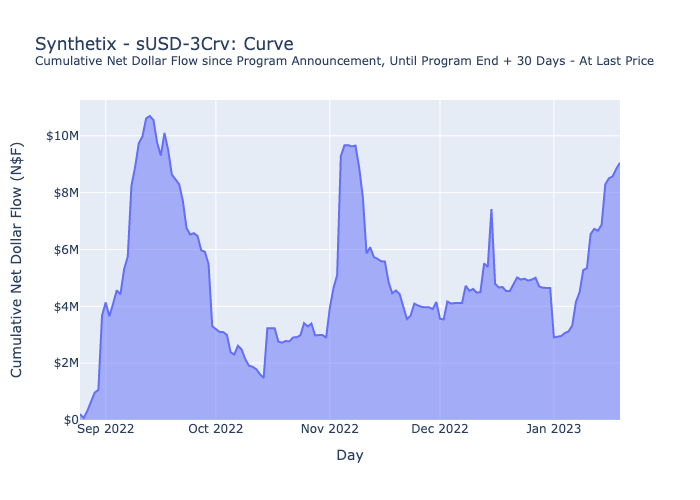 Synthetix - sUSD-3Crv: Curve
Cumulative Net Dollar Flow since Program Announcement, Until Program End + 30 Days - At Last Price
Cumulative Net Dollar Flow (N$F)
$10M
$8M
$6M
$4M
$2M
$0
Sep 2022 Oct 2022 Nov 2022 Dec 2022 Jan 2023
Day